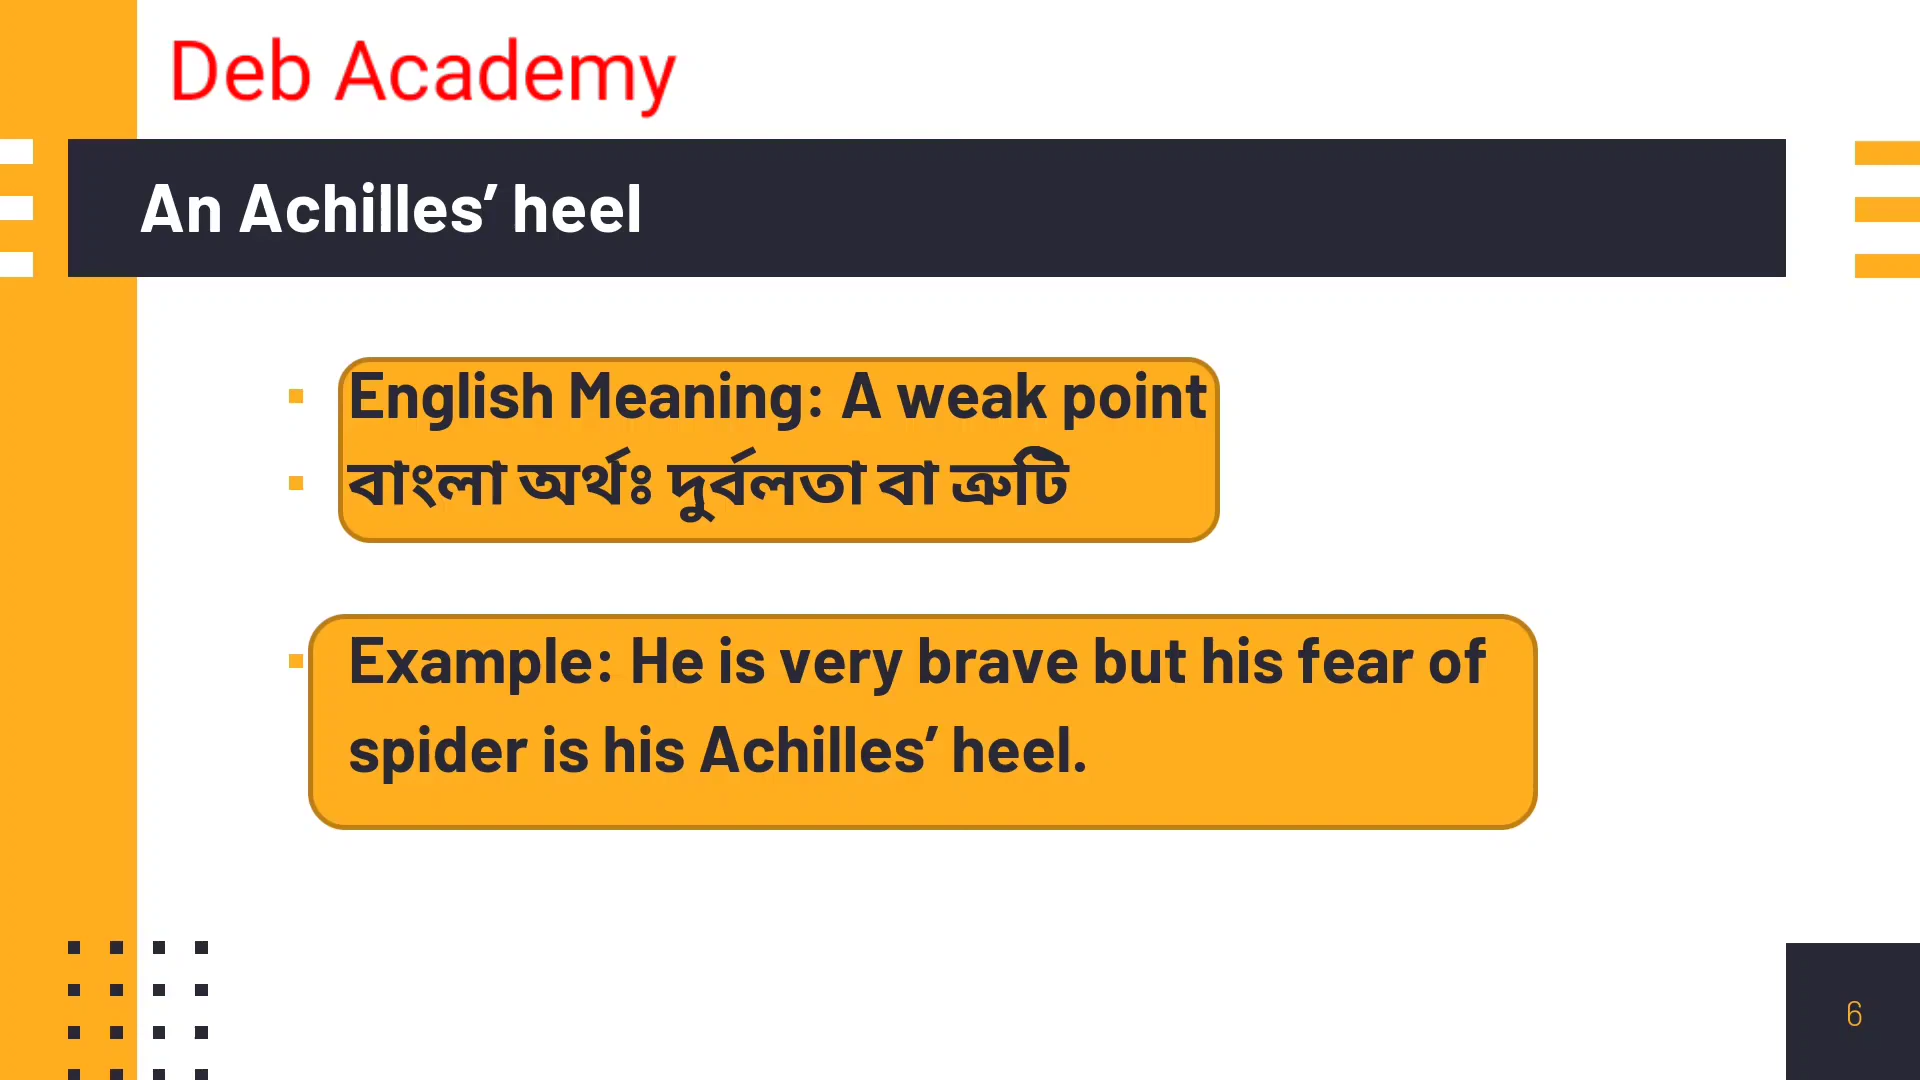 Deb Academy
An Achilles’ heel
English Meaning: A weak point
বাংলা অর্থঃ দুর্বলতা বা ত্রুটি
Example: He is very brave but his fear of
spider is his Achilles’ heel.
6